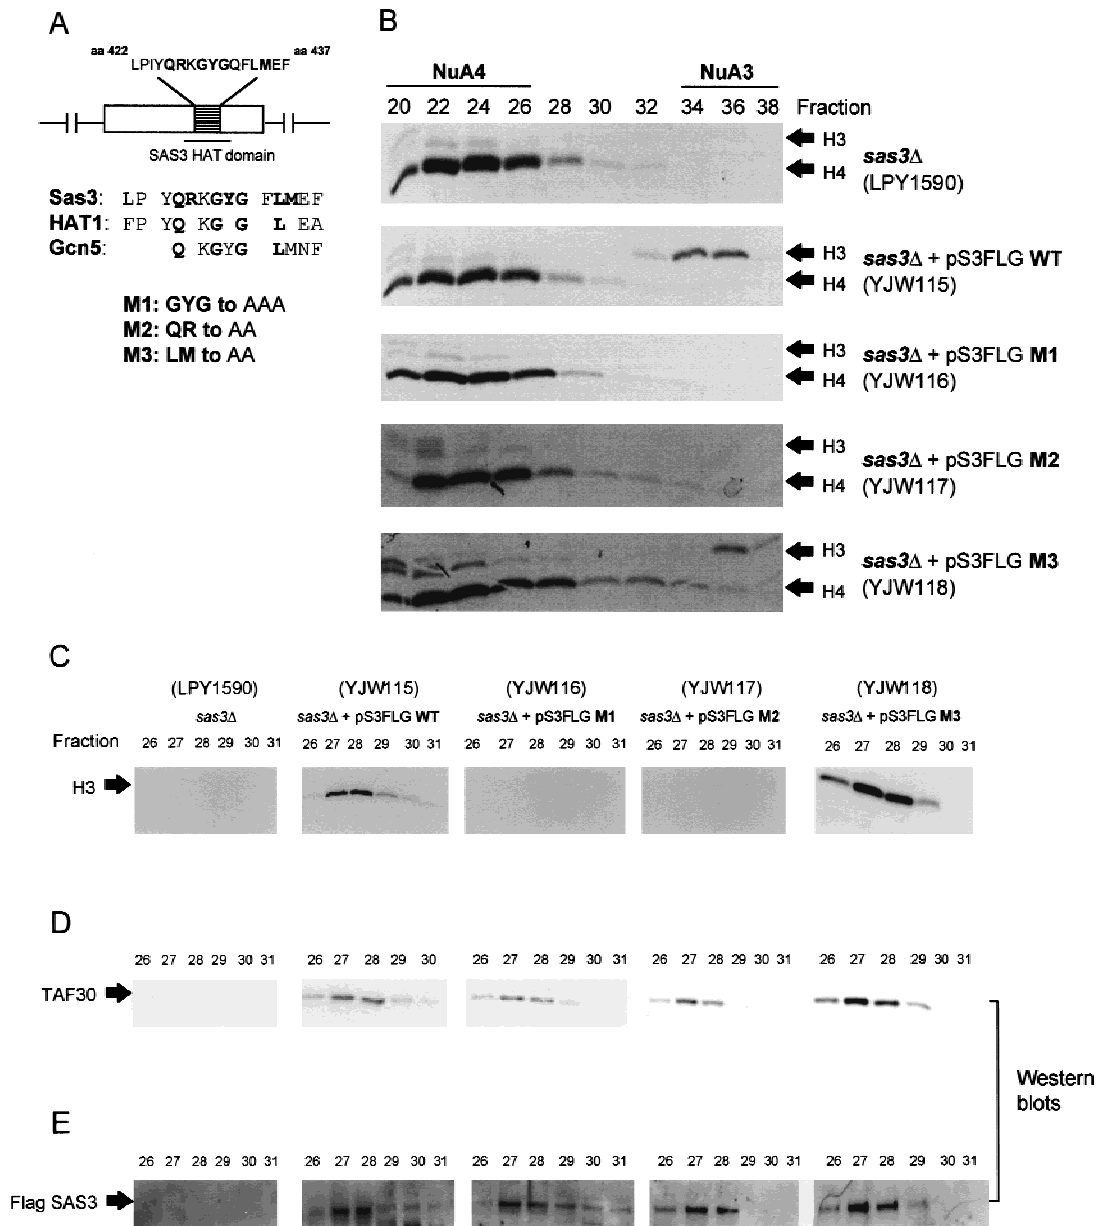 A
aa 422 LPIYQRKGYGQFLMEF aa 437
SAS3 HAT domain
Sas3: LP YQRKGYG FLMEF
HAT1: FP YQ KG G L EA
Gcn5: Q KGYG LMNF
M1: GYG to AAA
M2: QR to AA
M3: LM to AA
B
NuA4 NuA3
20 22 24 26 28 30 32 34 36 38 Fraction
H3
H4
sas3Δ
(LPY1590)
H3
H4
sas3Δ + pS3FLG WT
(YJW115)
H3
H4
sas3Δ + pS3FLG M1
(YJW116)
H3
H4
sas3Δ + pS3FLG M2
(YJW117)
H3
H4
sas3Δ + pS3FLG M3
(YJW118)
C
(LPY1590) (YJW115) (YJW116) (YJW117) (YJW118)
sas3Δ sas3Δ + pS3FLG WT sas3Δ + pS3FLG M1 sas3Δ + pS3FLG M2 sas3Δ + pS3FLG M3
Fraction 26 27 28 29 30 31 26 27 28 29 30 31 26 27 28 29 30 31 26 27 28 29 30 31 26 27 28 29 30 31
H3
D
26 27 28 29 30 31 26 27 28 29 30 26 27 28 29 30 31 26 27 28 29 30 31 26 27 28 29 30 31
TAF30
Western
blots
E
26 27 28 29 30 31 26 27 28 29 30 31 26 27 28 29 30 31 26 27 28 29 30 31 26 27 28 29 30 31
Flag SAS3